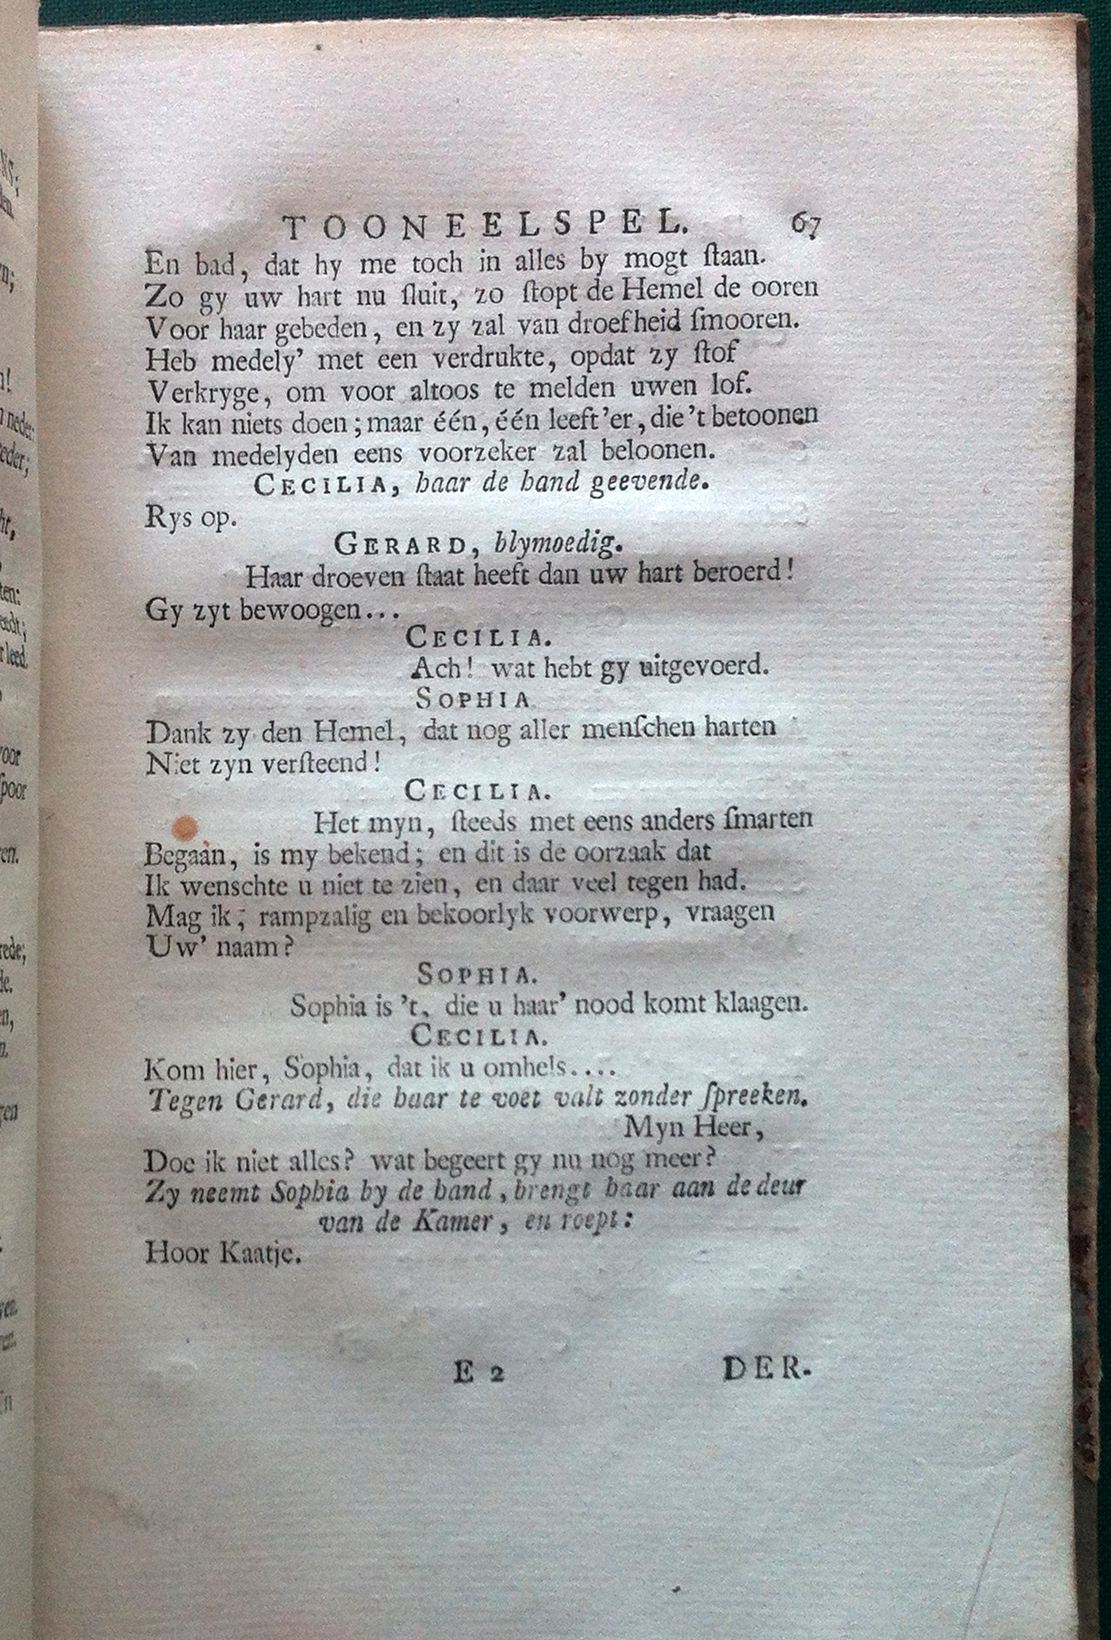 TOONEELSPEL. 67
En bad, dat hy me toch in alles by mogt ſtaan.
Zo gy uw hart nu ſluit, zo ſtopt de Hemel de ooren
Voor haar gebeden, en zy zal van droefheid ſmooren.
Heb medely’ met een verdrukte, opdat zy ſtof
Verkryge, om voor altoos te melden uwen lof.
Ik kan niets doen; maar één, één leeft ’er, die ’t betoonen
Van medelyden eens voorzeker zal beloonen.
CECILIA, haar de hand geevende.
Rys op.
GERARD, blymoedig.
Haar droeven ſtaat heeft dan uw hart beroerd!
Gy zyt bewoogen...
CECILIA.
Ach! wat hebt gy uitgevoerd.
SOPHIA
Dank zy den Hemel, dat nog aller menſchen harten
Niet zyn verſteend!
CECILIA.
Het myn, ſteeds met eens anders ſmarten
Begaan, is my bekend; en dit is de oorzaak dat
Ik wenschte u niet te zien, en daar veel tegen had.
Mag ik, rampzalig en bekoorlyk voorwerp, vraagen
Uw’ naam?
SOPHIA.
Sophia is ’t, die u haar’ nood komt klaagen.
CECILIA.
Kom hier, Sophia, dat ik u omhels....
Tegen Gerard, die haar te voet valt zonder ſpreeken.
Myn Heer,
Doe ik niet alles? wat begeert gy nu nog meer?
Zy neemt Sophia by de hand, brengt haar aan de deur
van de Kamer, en roept:
Hoor Kaatje.
E 2 DER-